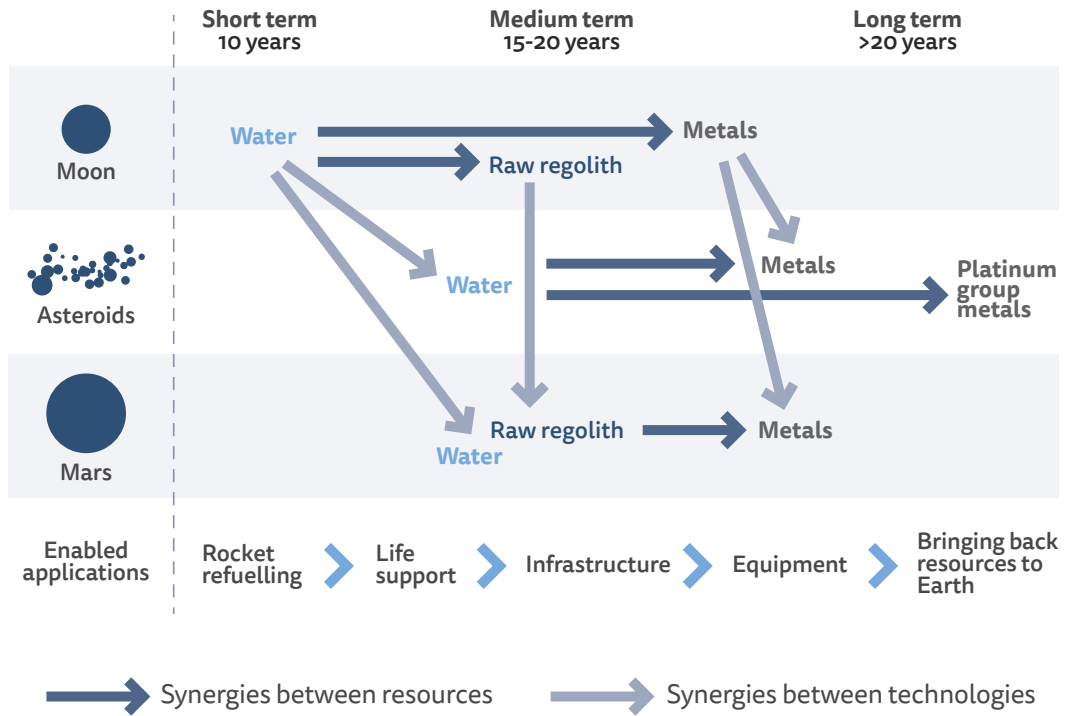 Short term
10 years
Medium term
15-20 years
Long term
>20 years
Moon
Water
Metals
Raw regolith
Asteroids
Water
Metals
Platinum
group
metals
Mars
Raw regolith
Water
Metals
Enabled
applications
Rocket
refuelling
Life
support
Infrastructure
Equipment
Bringing back
resources to
Earth
Synergies between resources
Synergies between technologies